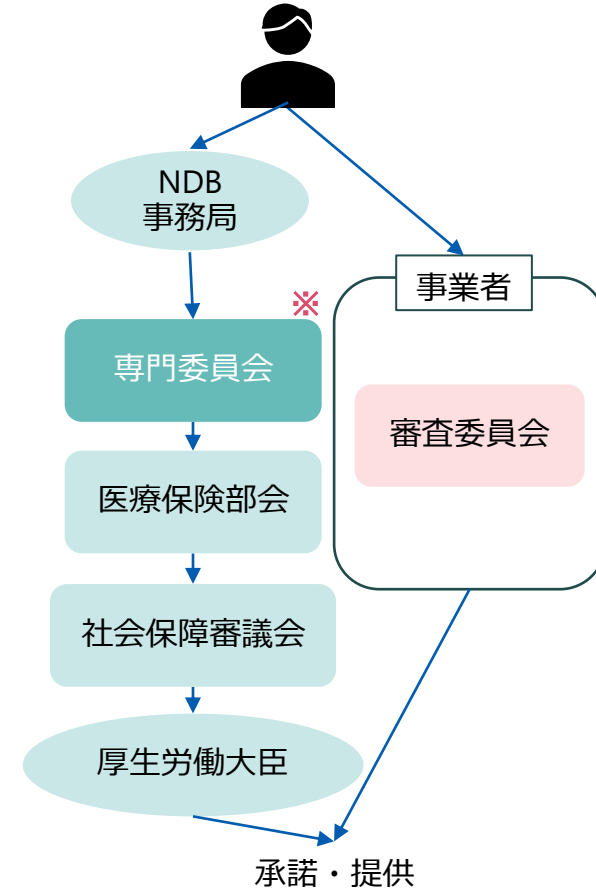 NDB
事務局
事業者
※
専門委員会
審査委員会
医療保険部会
社会保障審議会
厚生労働大臣
承諾・提供